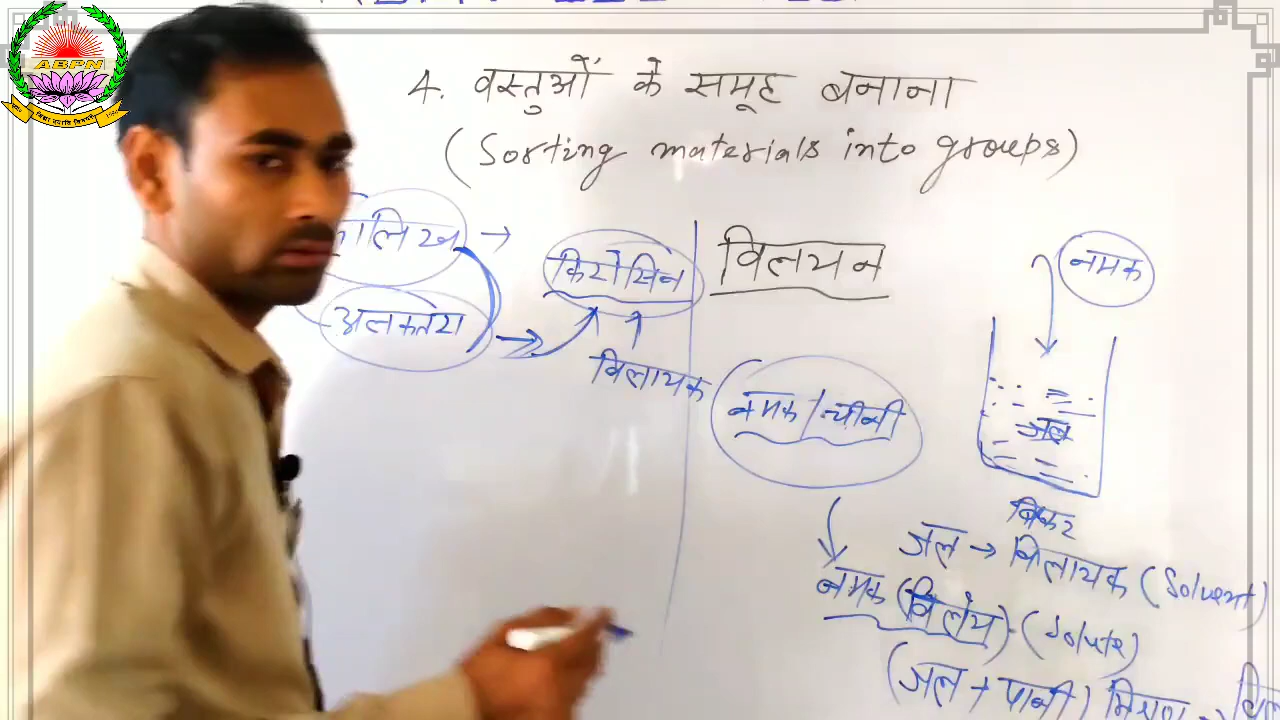 ABPN
4. वस्तुओं के समूह बनाना
(Sorting materials into groups)
कालिख →
अलकतरा
किरोसिन
विलायक
विलयन
नमक
नमक/चीनी
जल
बिकर
जल → विलायक (Solvent)
नमक (विलेय) - (Solute)
(जल + पानी) मिश्रण →